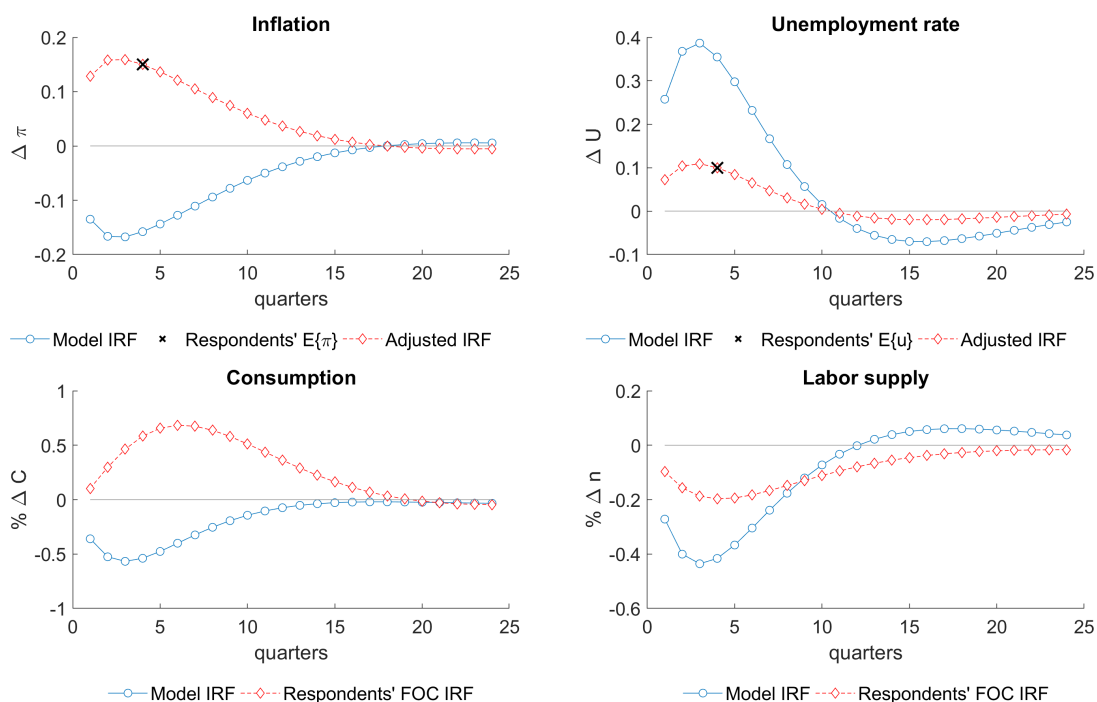 Inflation
0.2
0.1
0
-0.1
-0.2
Δ π
0 5 10 15 20 25
quarters
Model IRF Respondents' E{π} Adjusted IRF
Unemployment rate
0.4
0.3
0.2
0.1
0
-0.1
Δ U
0 5 10 15 20 25
quarters
Model IRF Respondents' E{u} Adjusted IRF
Consumption
1
0.5
0
-0.5
-1
% Δ C
0 5 10 15 20 25
quarters
Model IRF Respondents' FOC IRF
Labor supply
0.2
0
-0.2
-0.4
-0.6
% Δ n
0 5 10 15 20 25
quarters
Model IRF Respondents' FOC IRF